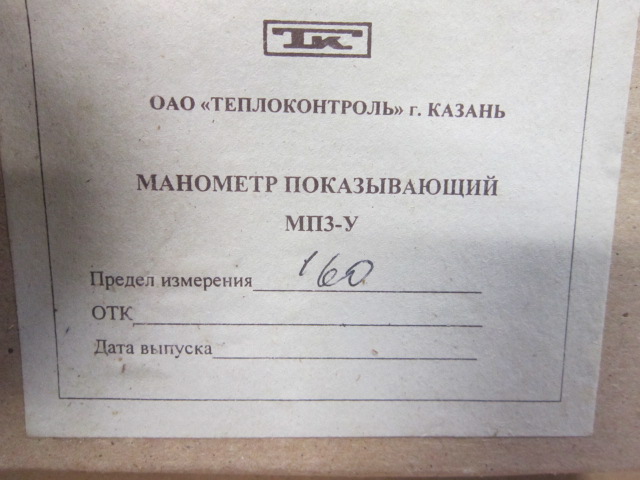 ТК
ОАО «ТЕПЛОКОНТРОЛЬ» г. КАЗАНЬ
МАНОМЕТР ПОКАЗЫВАЮЩИЙ
МП3-У
Предел измерения 160
ОТК
Дата выпуска